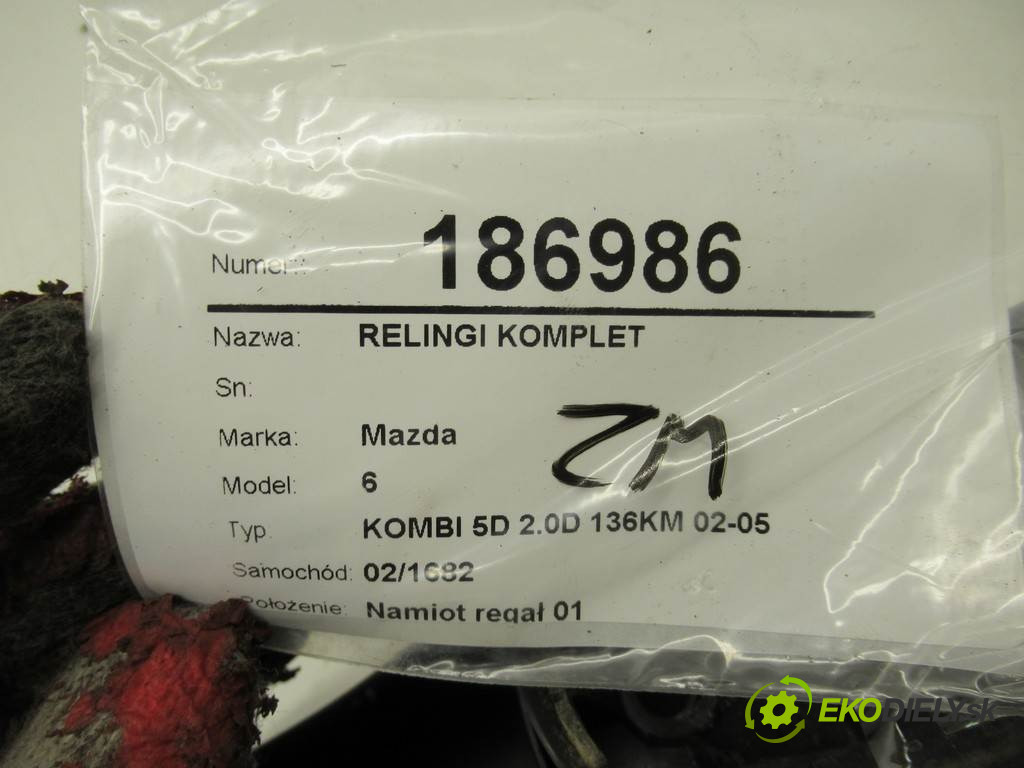 Numer: 186986
Nazwa: RELINGI KOMPLET
Sn:
Marka: Mazda
ZM
Model: 6
Typ: KOMBI 5D 2.0D 136KM 02-05
Samochód: 02/1682
Położenie: Namiot regał 01
EKODIELY.SK